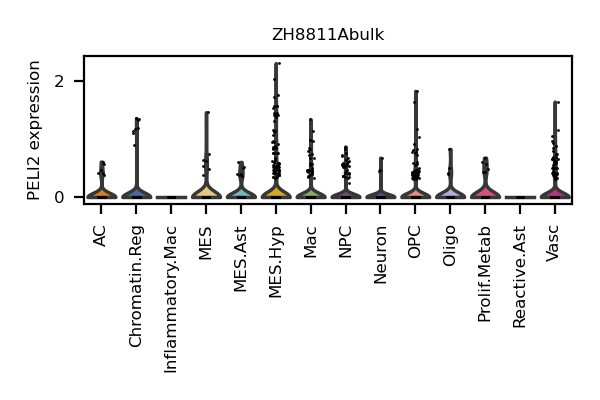 ZH8811Abulk
PELI2 expression
2
0
AC
Chromatin.Reg
Inflammatory.Mac
MES
MES.Ast
MES.Hyp
Mac
NPC
Neuron
OPC
Oligo
Prolif.Metab
Reactive.Ast
Vasc